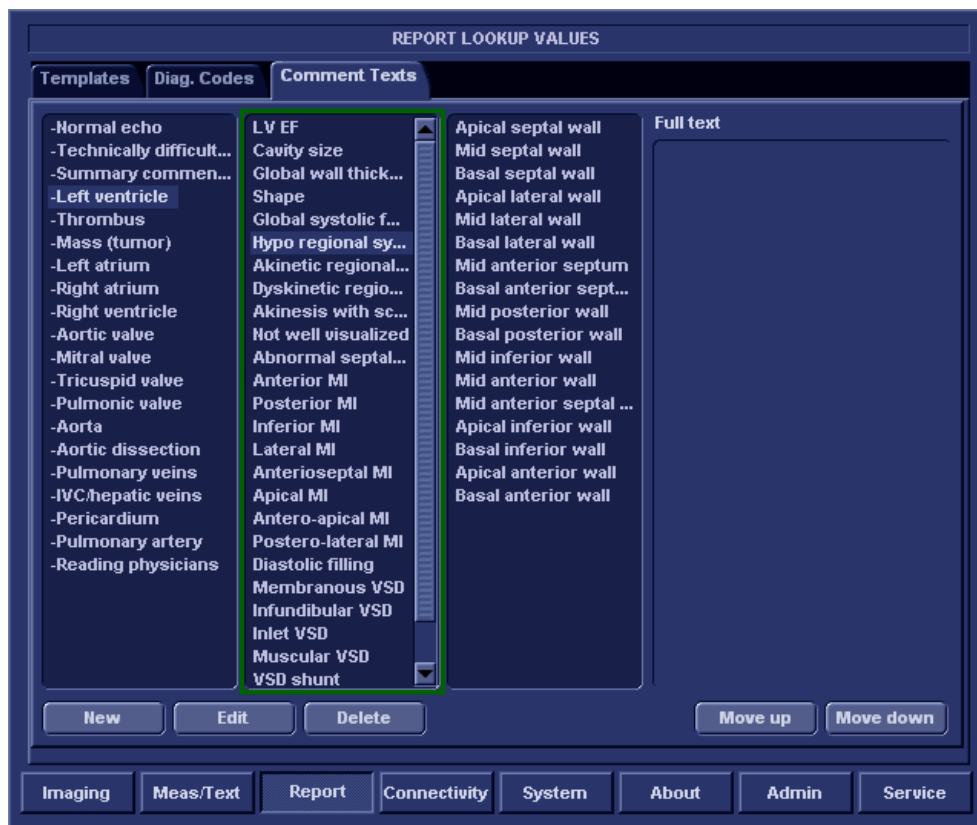 REPORT LOOKUP VALUES
Templates
Diag. Codes
Comment Texts
-Normal echo
-Technically difficult...
-Summary commen...
-Left ventricle
-Thrombus
-Mass (tumor)
-Left atrium
-Right atrium
-Right ventricle
-Aortic valve
-Mitral valve
-Tricuspid valve
-Pulmonic valve
-Aorta
-Aortic dissection
-Pulmonary veins
-IVC/hepatic veins
-Pericardium
-Pulmonary artery
-Reading physicians
LV EF
Cavity size
Global wall thick...
Shape
Global systolic f...
Hypo regional sy...
Akinetic regional...
Dyskinetic regio...
Akinesis with sc...
Not well visualized
Abnormal septal...
Anterior MI
Posterior MI
Inferior MI
Lateral MI
Anterioseptal MI
Apical MI
Antero-apical MI
Postero-lateral MI
Diastolic filling
Membranous VSD
Infundibular VSD
Inlet VSD
Muscular VSD
VSD shunt
Apical septal wall
Mid septal wall
Basal septal wall
Apical lateral wall
Mid lateral wall
Basal lateral wall
Mid anterior septum
Basal anterior sept...
Mid posterior wall
Basal posterior wall
Mid inferior wall
Mid anterior wall
Mid anterior septal ...
Apical inferior wall
Basal inferior wall
Apical anterior wall
Basal anterior wall
Full text
New
Edit
Delete
Move up
Move down
Imaging
Meas/Text
Report
Connectivity
System
About
Admin
Service